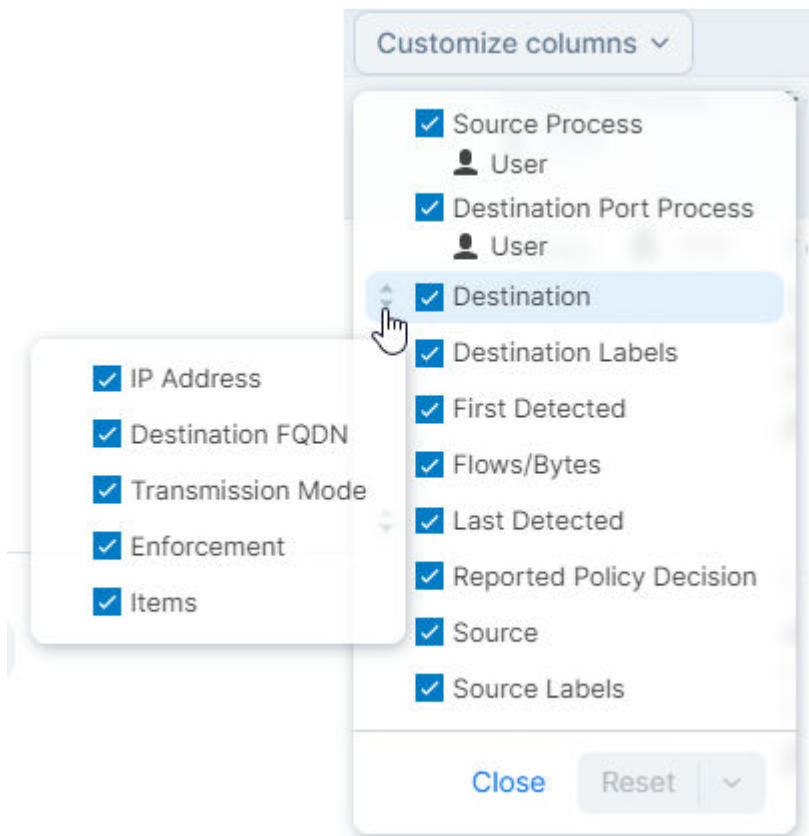 Customize columns
Source Process
User
Destination Port Process
User
Destination
Destination Labels
First Detected
Flows/Bytes
Last Detected
Reported Policy Decision
Source
Source Labels
IP Address
Destination FQDN
Transmission Mode
Enforcement
Items
Close
Reset